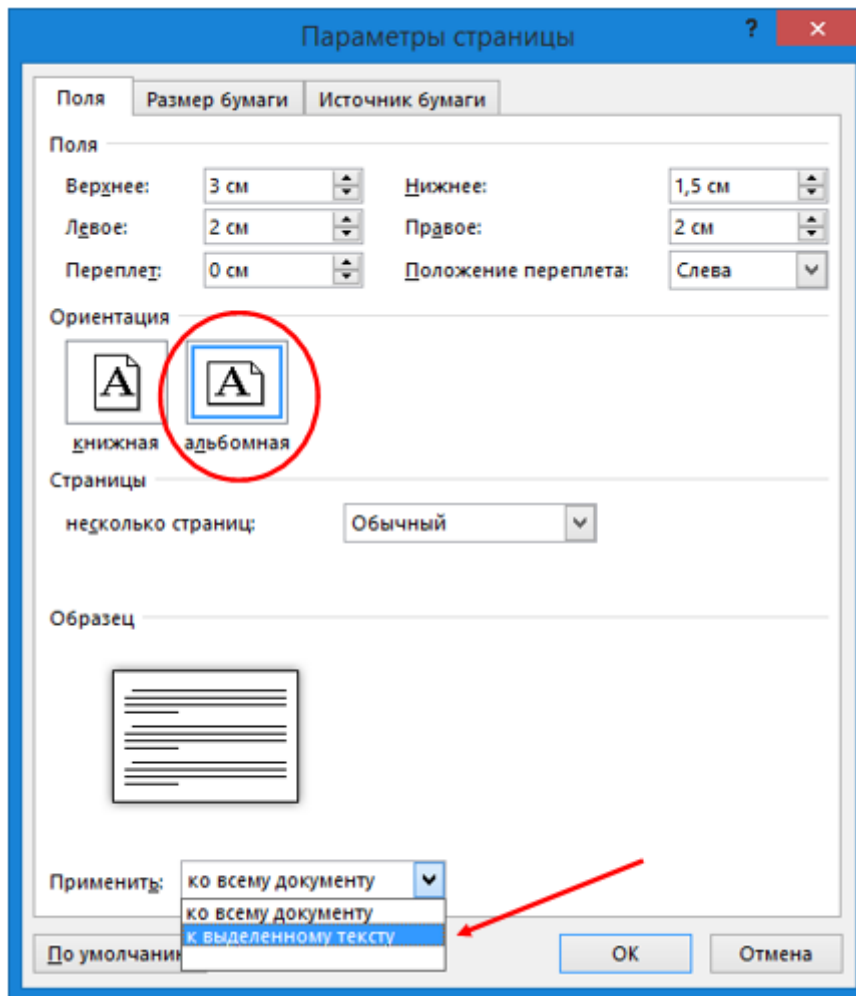 Параметры страницы ?
Поля Размер бумаги Источник бумаги
Поля
Верхнее: 3 см Нижнее: 1,5 см
Левое: 2 см Правое: 2 см
Переплет: 0 см Положение переплета: Слева
Ориентация
A A
книжная альбомная
Страницы
несколько страниц: Обычный
Образец
Применить: ко всему документу
ко всему документу
к выделенному тексту
По умолчани ОК Отмена